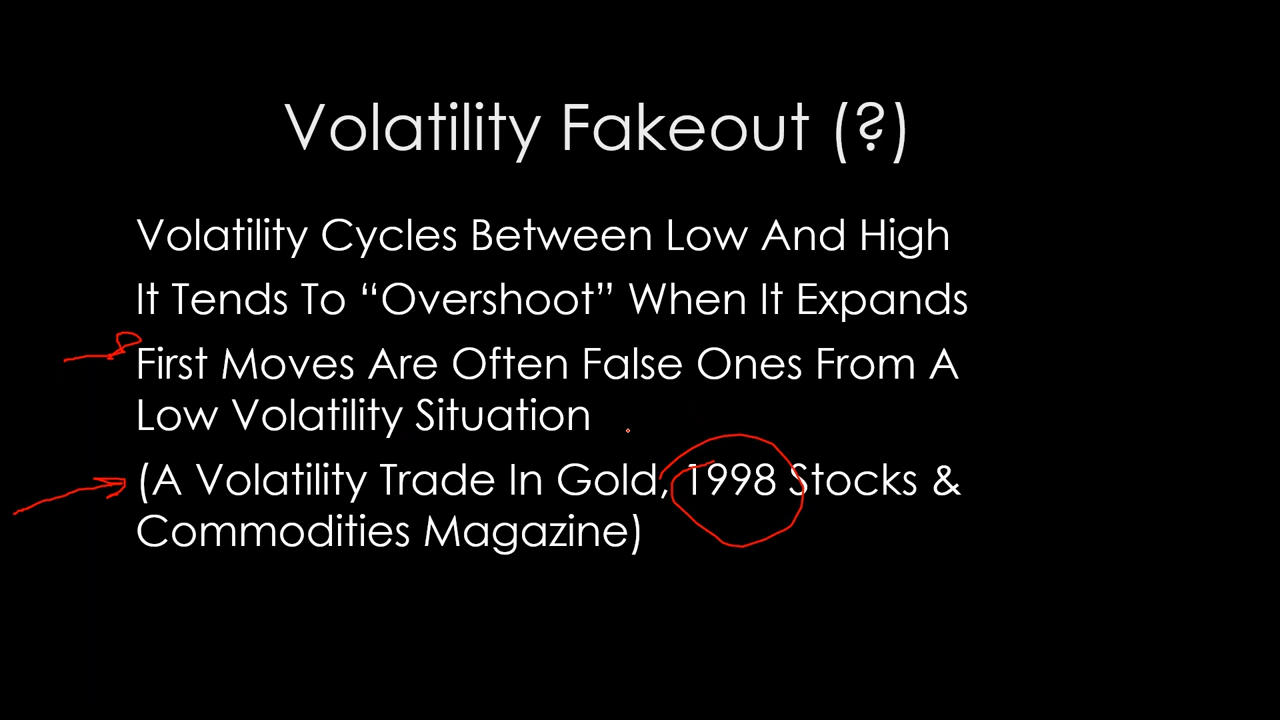 Volatility Fakeout (?)
Volatility Cycles Between Low And High
It Tends To “Overshoot” When It Expands
First Moves Are Often False Ones From A
Low Volatility Situation
(A Volatility Trade In Gold, 1998 Stocks &
Commodities Magazine)